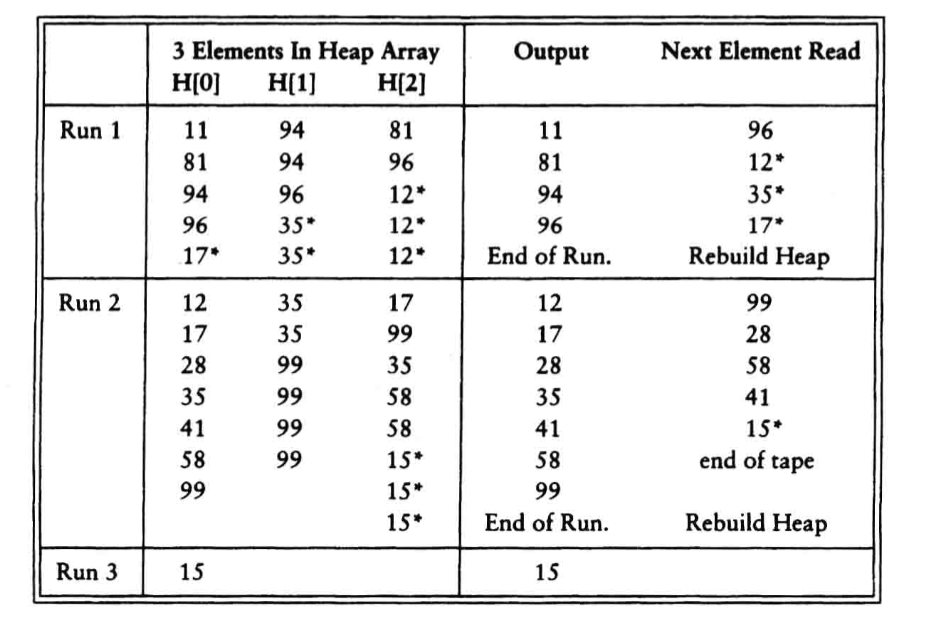 3 Elements In Heap Array Output Next Element Read
H[0] H[1] H[2]
Run 1 11 94 81 11 96
81 94 96 81 12*
94 96 12* 94 35*
96 35* 12* 96 17*
17* 35* 12* End of Run. Rebuild Heap
Run 2 12 35 17 12 99
17 35 99 17 28
28 99 35 28 58
35 99 58 35 41
41 99 58 41 15*
58 99 15* 58 end of tape
99 15* 99
15* End of Run. Rebuild Heap
Run 3 15 15